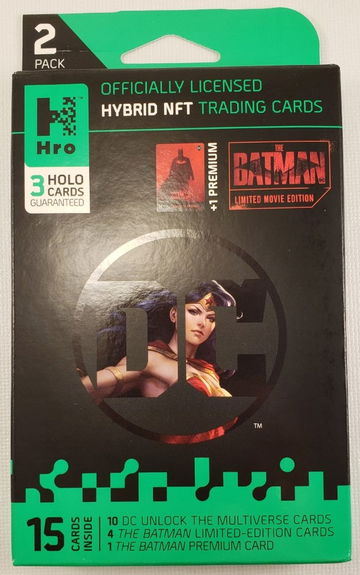 2
PACK
OFFICIALLY LICENSED
HYBRID NFT TRADING CARDS
Hro
3 HOLO
CARDS
GUARANTEED
+1 PREMIUM
THE
BATMAN
LIMITED MOVIE EDITION
DC
TM
15 CARDS
INSIDE
10 DC UNLOCK THE MULTIVERSE CARDS
4 THE BATMAN LIMITED-EDITION CARDS
1 THE BATMAN PREMIUM CARD